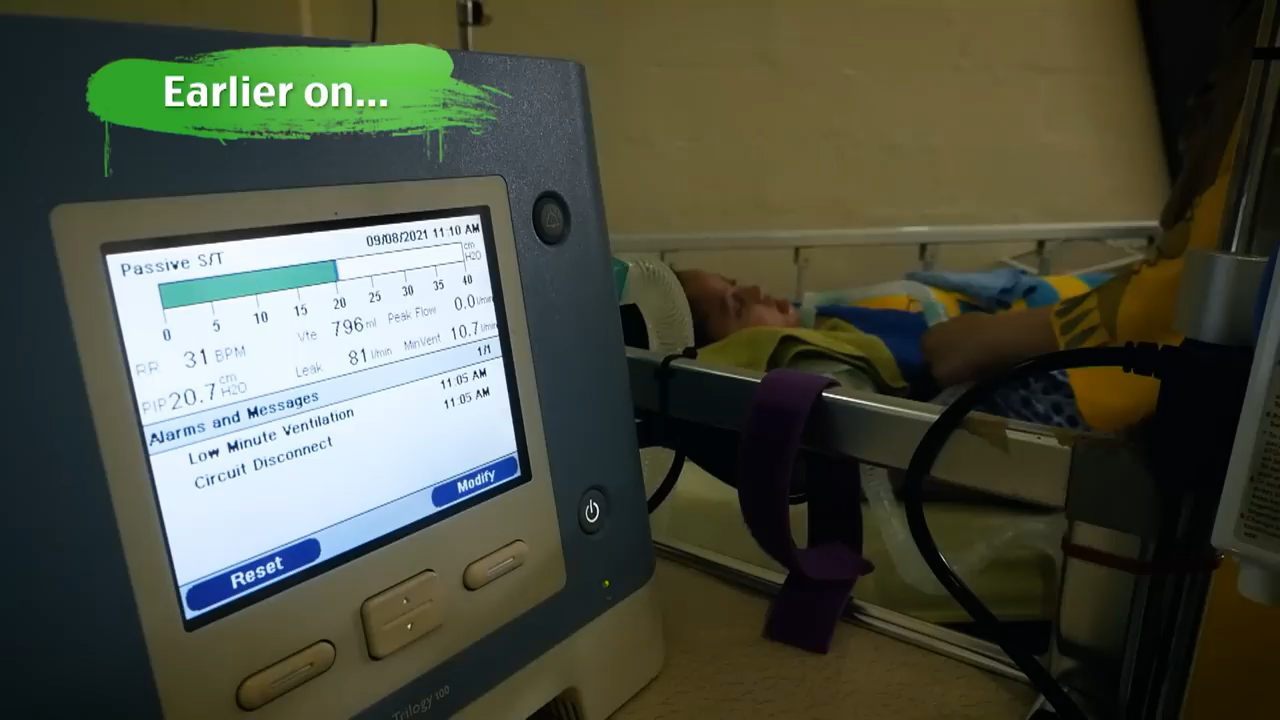 Earlier on...
Passive S/T
09/08/2021 11:10 AM
cm
H2O
0 5 10 15 20 25 30 35 40
RR 31 BPM Vte 796 ml Peak Flow 0.0 l/min
PIP 20.7 cm H2O Leak 81 l/min MinVent 10.7 l/min
Alarms and Messages 1/1
Low Minute Ventilation 11:05 AM
Circuit Disconnect 11:05 AM
Reset Modify
Trilogy 100